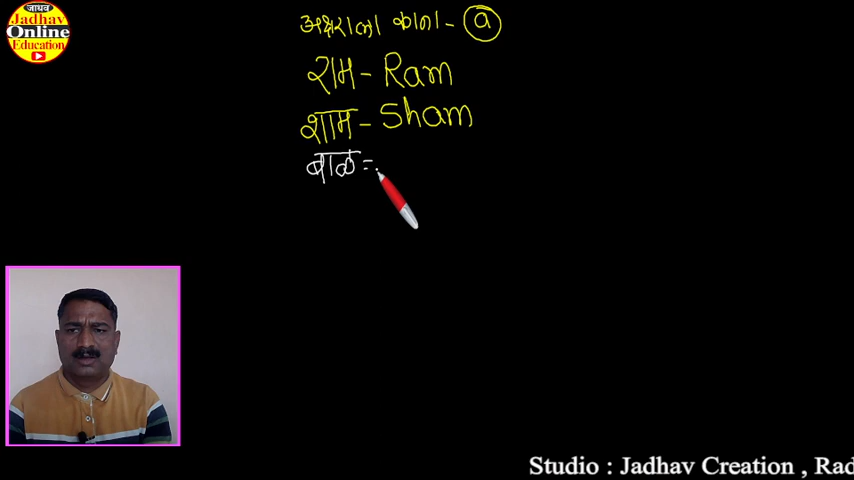 जाधव
Jadhav
Online
Education
अक्षराला काना - a
राम - Ram
शाम - Sham
बाळ =
Studio : Jadhav Creation , Rad